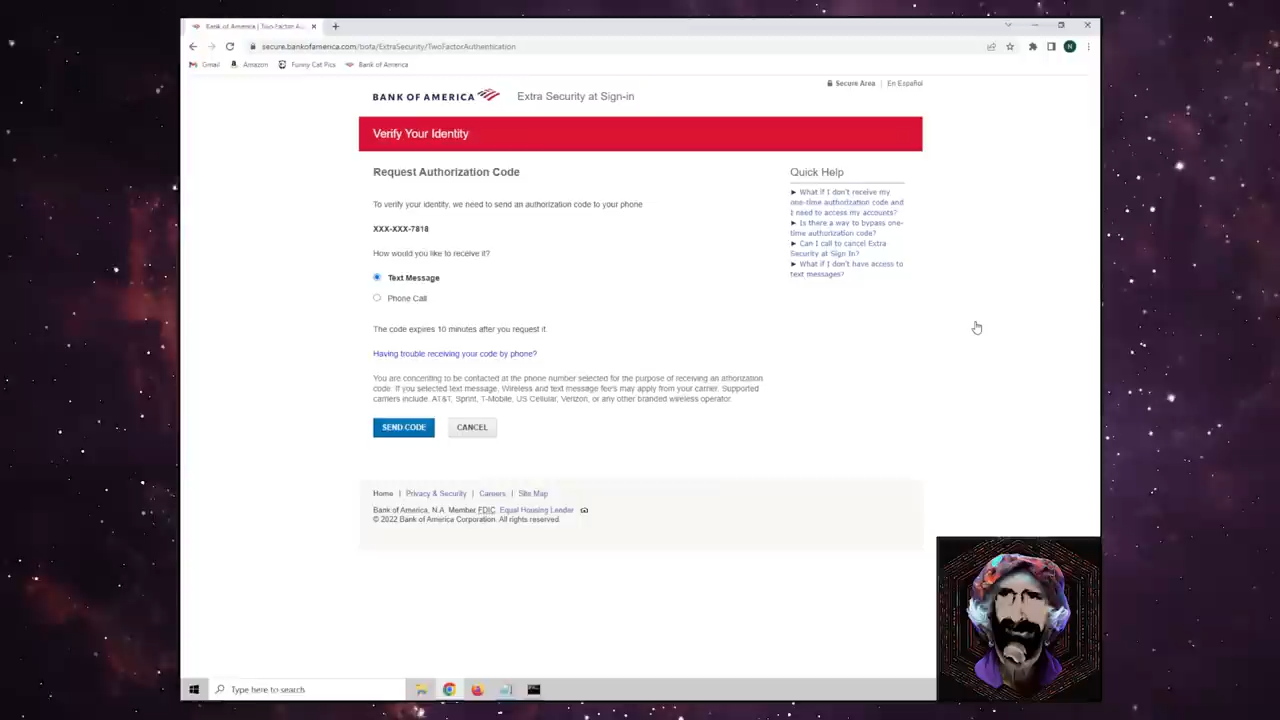 Bank of America | Two-Factor Au
secure.bankofamerica.com/bofa/ExtraSecurity/TwoFactorAuthentication
N
Gmail
Amazon
Funny Cat Pics
Bank of America
Secure Area | En Español
BANK OF AMERICA
Extra Security at Sign-in
Verify Your Identity
Request Authorization Code
To verify your identity, we need to send an authorization code to your phone
XXX-XXX-7818
How would you like to receive it?
Text Message
Phone Call
The code expires 10 minutes after you request it
Having trouble receiving your code by phone?
You are concenting to be contacted at the phone number selected for the purpose of receiving an athorization
code. If you selected text message, Wireless and text message fee's may apply from your carrier. Supported
carriers include. AT&T, Sprint, T-Mobile, US Cellular, Verizon, or any other branded wireless operator.
SEND CODE
CANCEL
Quick Help
► What if I don't receive my
one-time authorization code and
I need to access my accounts?
► Is there a way to bypass one-
time authorization code?
► Can I call to cancel Extra
Security at Sign In?
► What if I don't have access to
text messages?
Home | Privacy & Security | Careers | Site Map
Bank of America, N.A. Member FDIC. Equal Housing Lender
© 2022 Bank of America Corporation. All rights reserved.
Type here to search